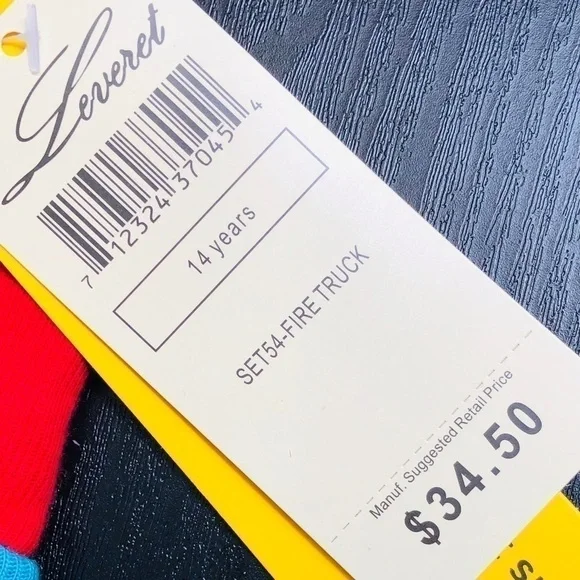 Leveret
7 12324 37045 4
14 years
SET54-FIRE TRUCK
Manuf. Suggested Retail Price
$34.50